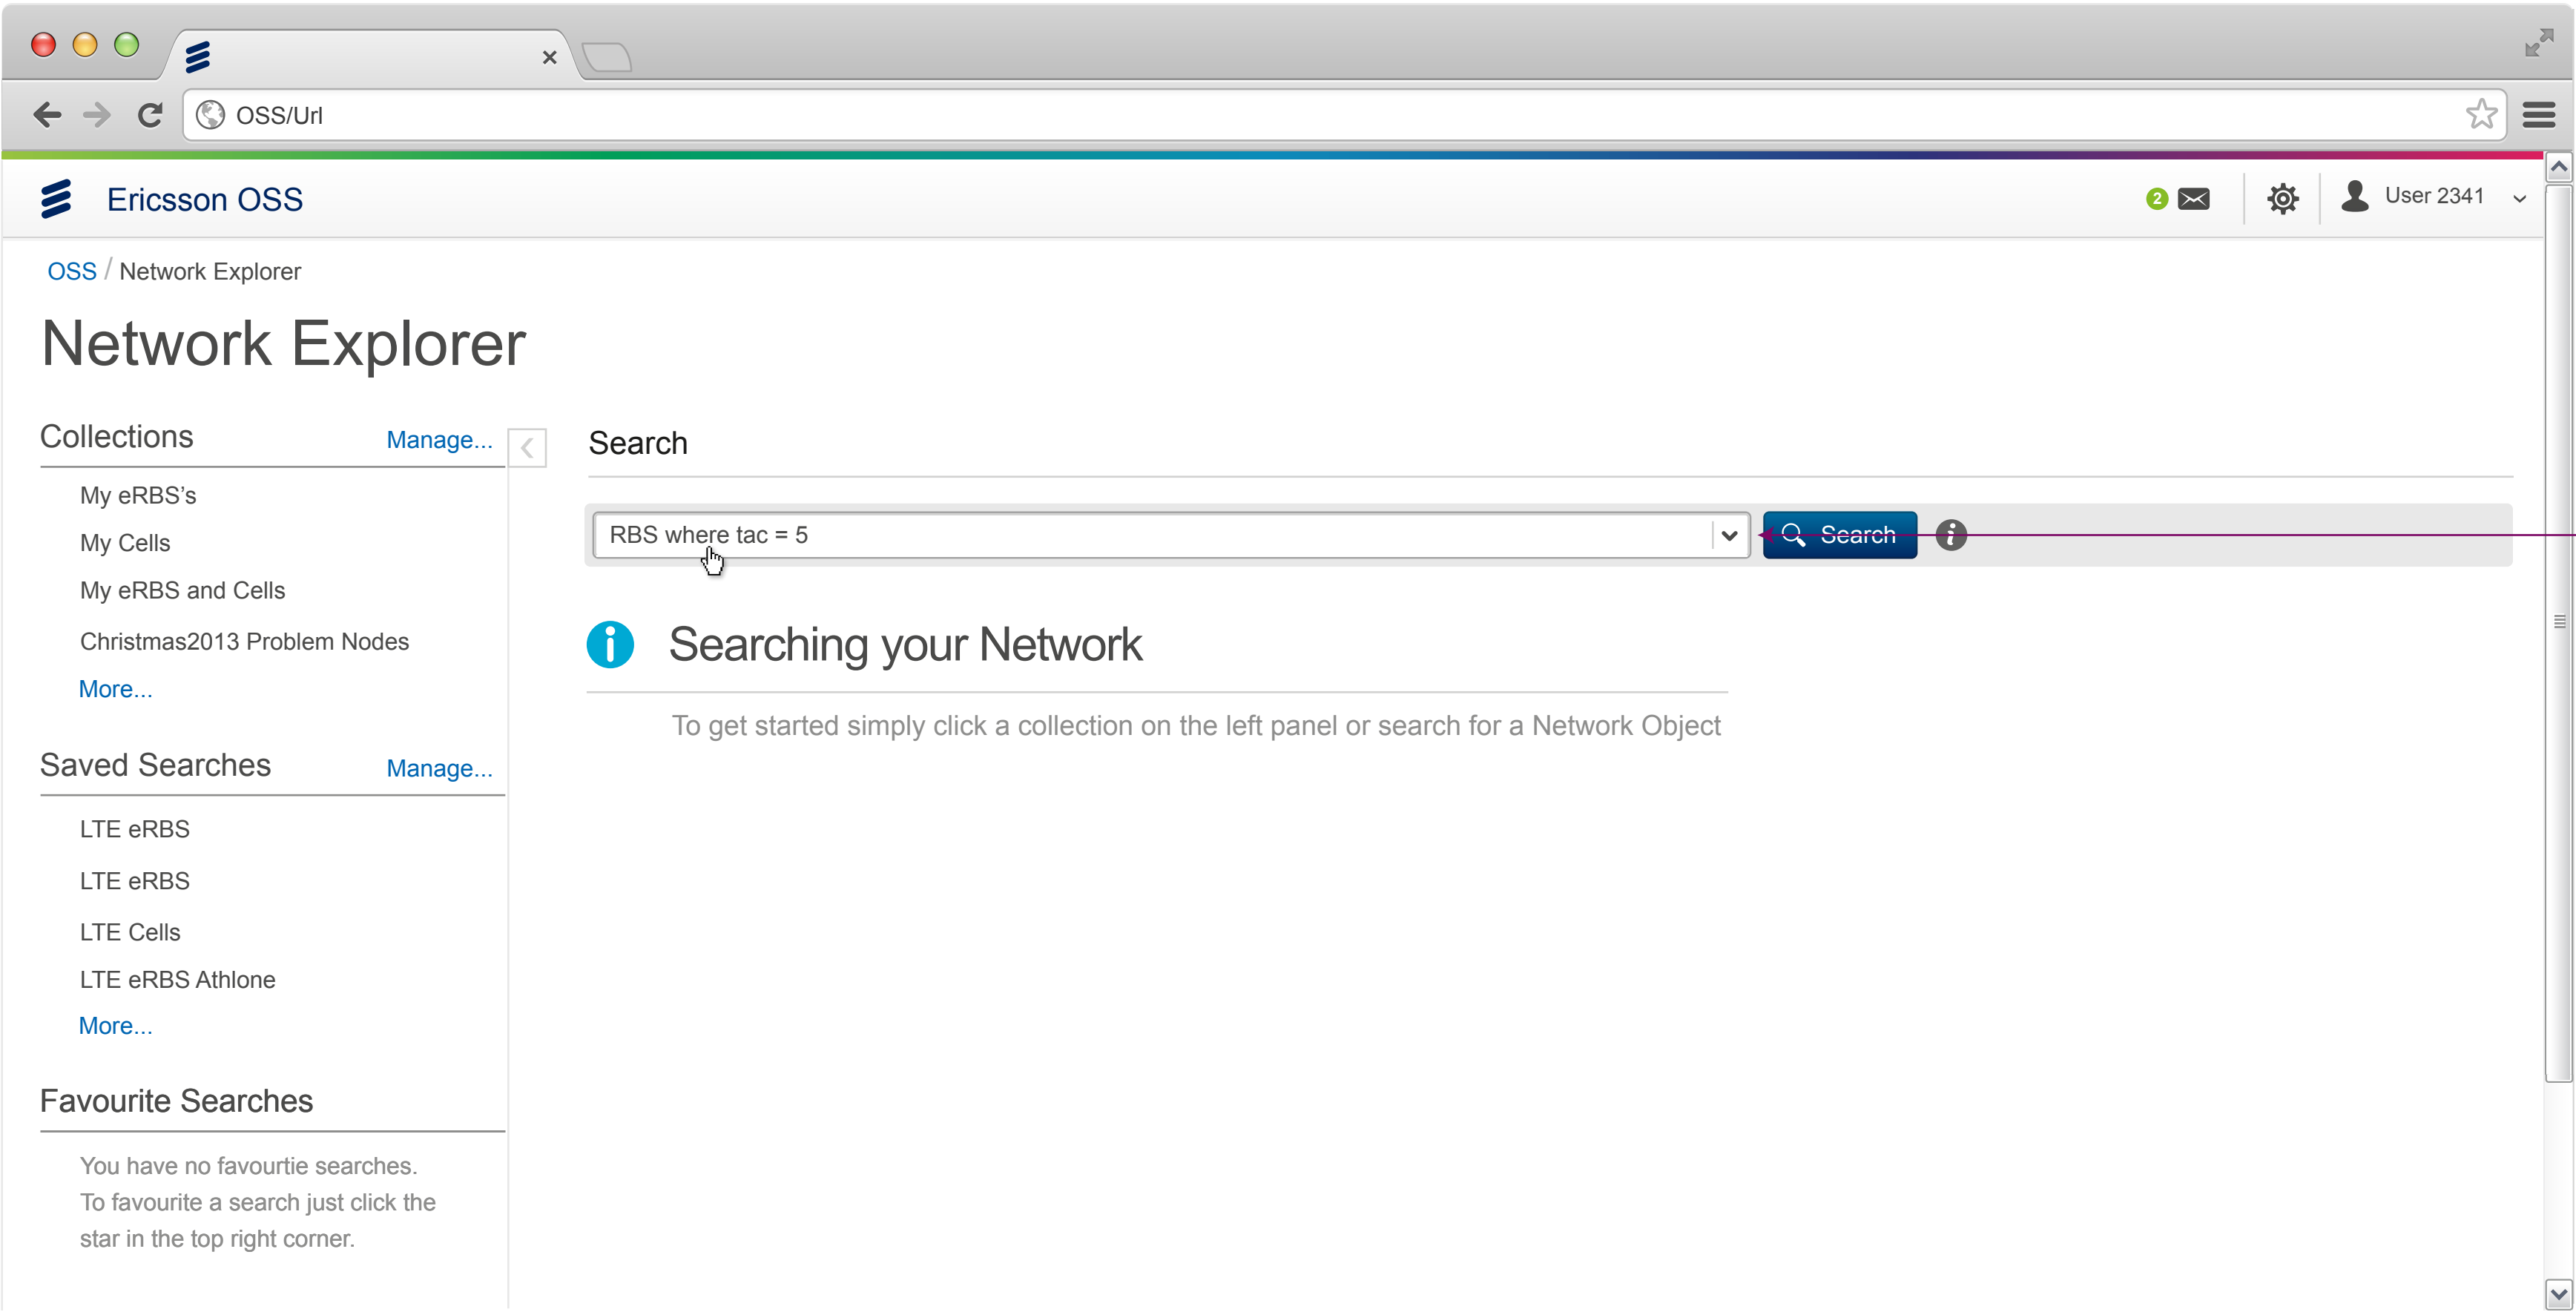 OSS/Url
Ericsson OSS
2
User 2341
OSS / Network Explorer
Network Explorer
Collections
Manage...
My eRBS’s
My Cells
My eRBS and Cells
Christmas2013 Problem Nodes
More...
Saved Searches
Manage...
LTE eRBS
LTE eRBS
LTE Cells
LTE eRBS Athlone
More...
Favourite Searches
You have no favourtie searches.
To favourite a search just click the
star in the top right corner.
Search
RBS where tac = 5
Search
Searching your Network
To get started simply click a collection on the left panel or search for a Network Object